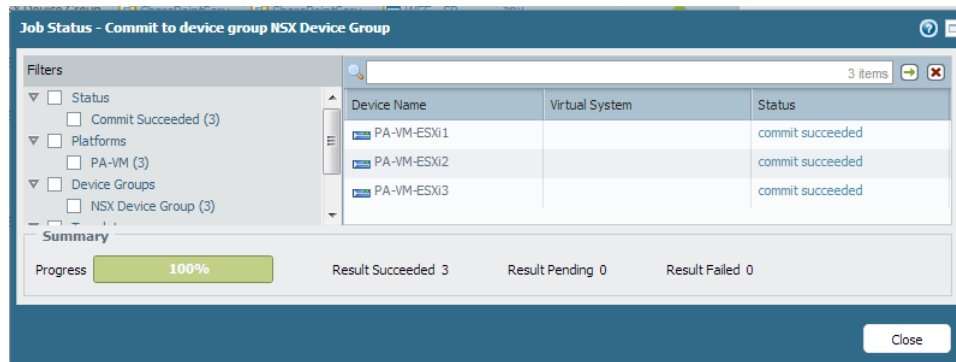 Job Status - Commit to device group NSX Device Group
Filters
3 items
Status
Commit Succeeded (3)
Platforms
PA-VM (3)
Device Groups
NSX Device Group (3)
Device Name Virtual System Status
PA-VM-ESXi1 commit succeeded
PA-VM-ESXi2 commit succeeded
PA-VM-ESXi3 commit succeeded
Summary
Progress 100% Result Succeeded 3 Result Pending 0 Result Failed 0
Close